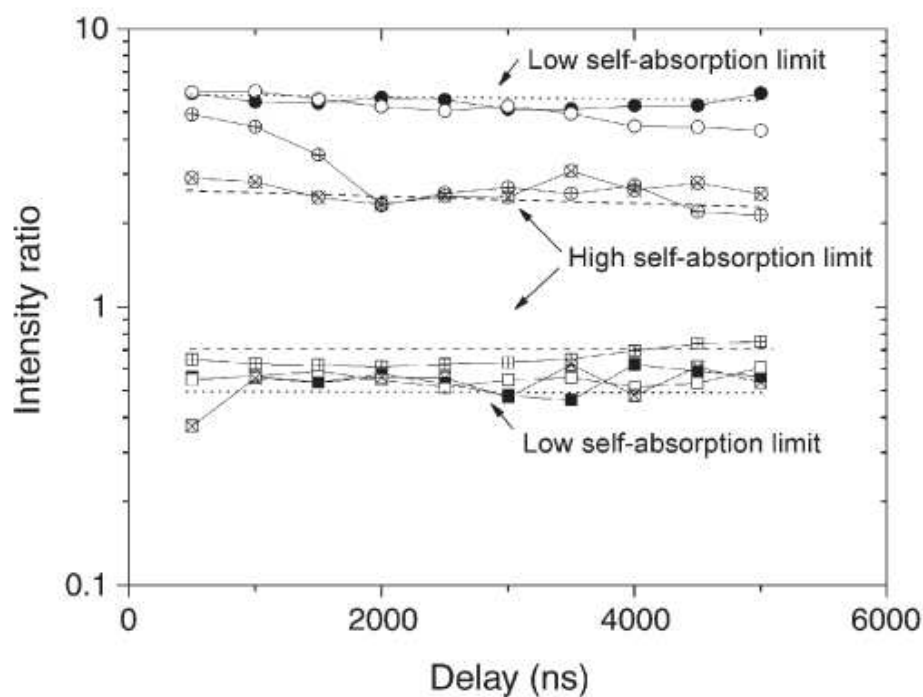 10
Low self-absorption limit
High self-absorption limit
1
Low self-absorption limit
0.1
0
2000
4000
6000
Intensity ratio
Delay (ns)